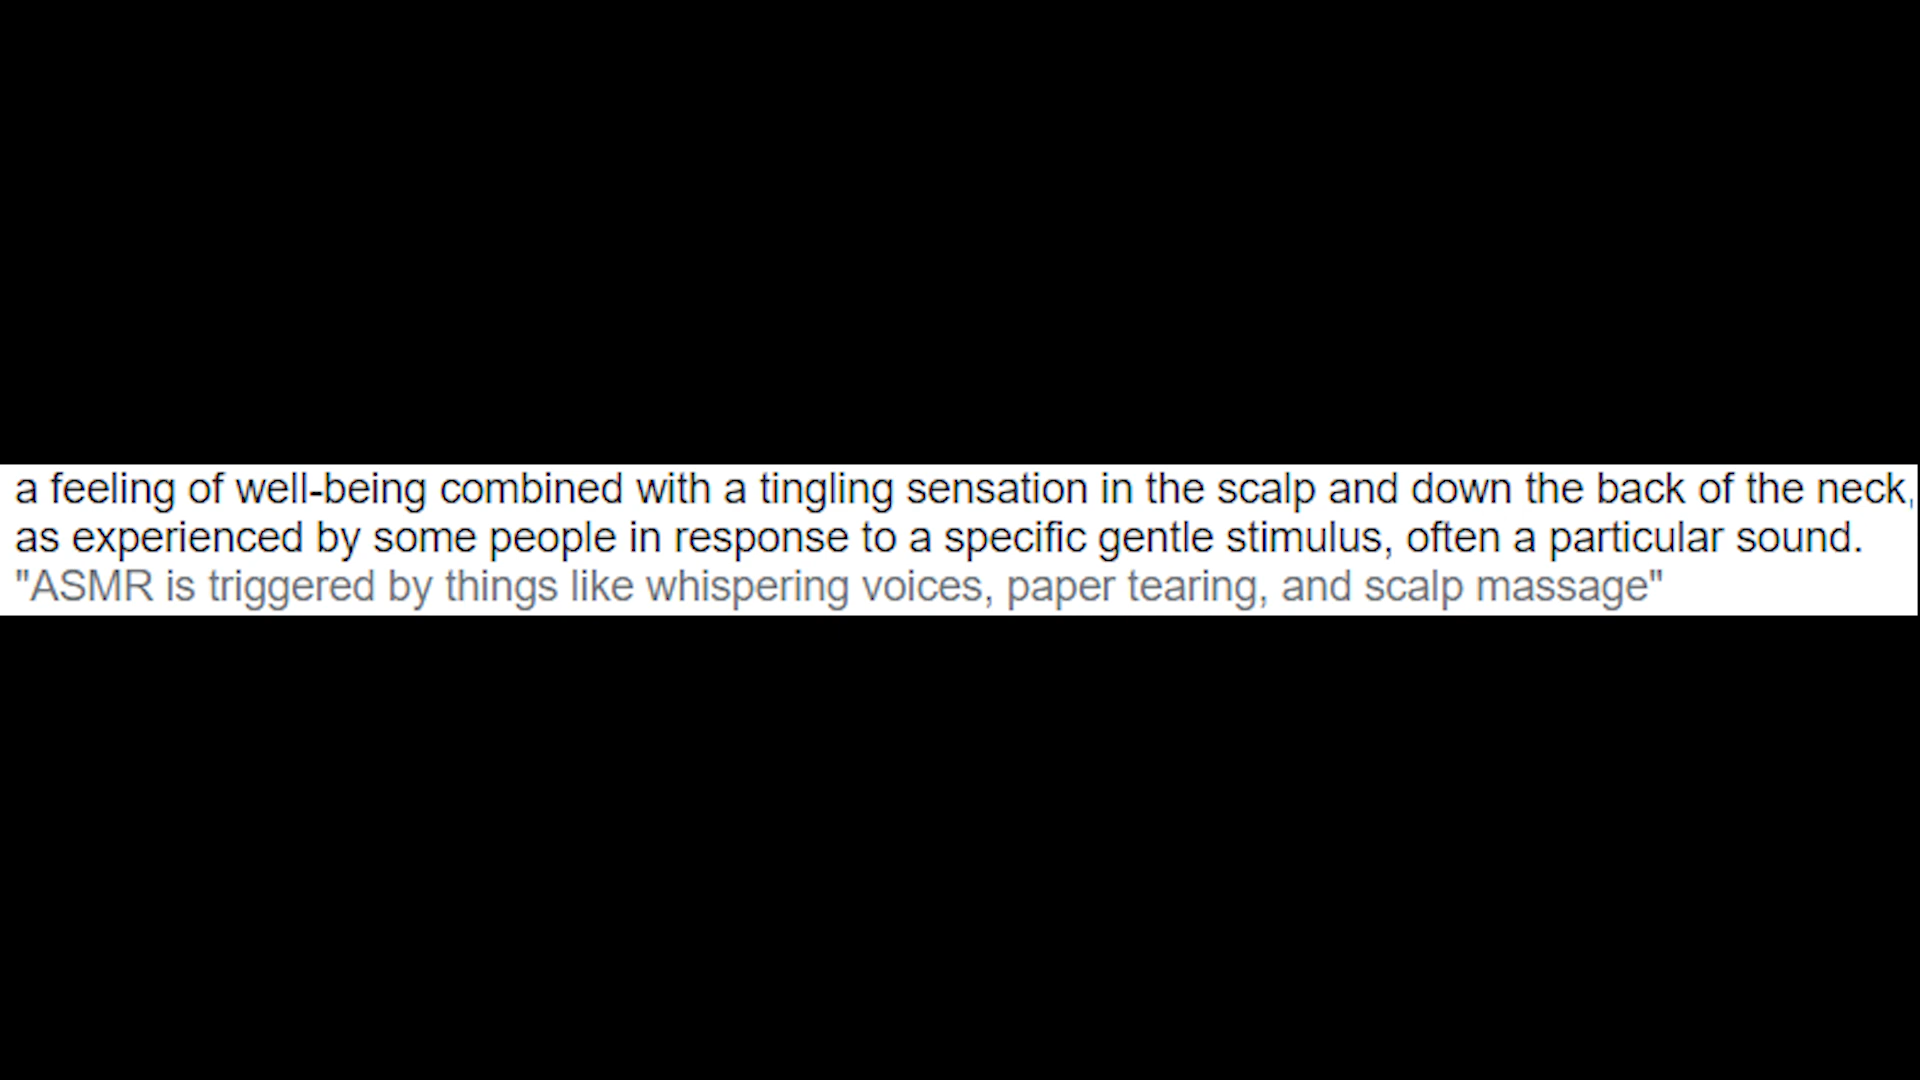 a feeling of well-being combined with a tingling sensation in the scalp and down the back of the neck,
as experienced by some people in response to a specific gentle stimulus, often a particular sound.
"ASMR is triggered by things like whispering voices, paper tearing, and scalp massage"